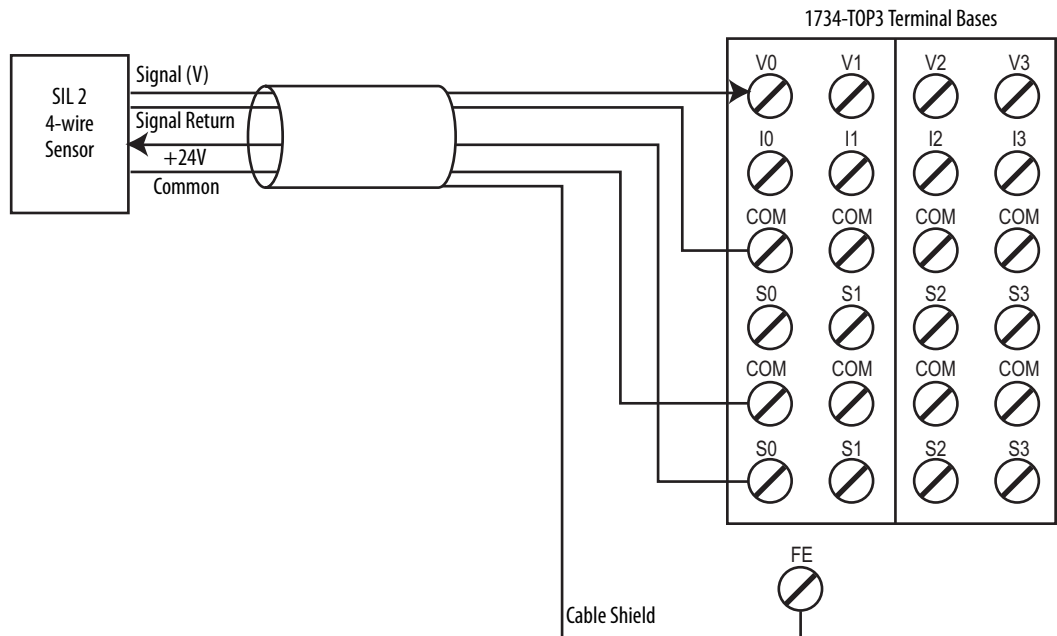 1734-TOP3 Terminal Bases
SIL 2
4-wire
Sensor
Signal (V)
Signal Return
+24V
Common
V0 V1 V2 V3
I0 I1 I2 I3
COM COM COM COM
S0 S1 S2 S3
COM COM COM COM
S0 S1 S2 S3
FE
Cable Shield